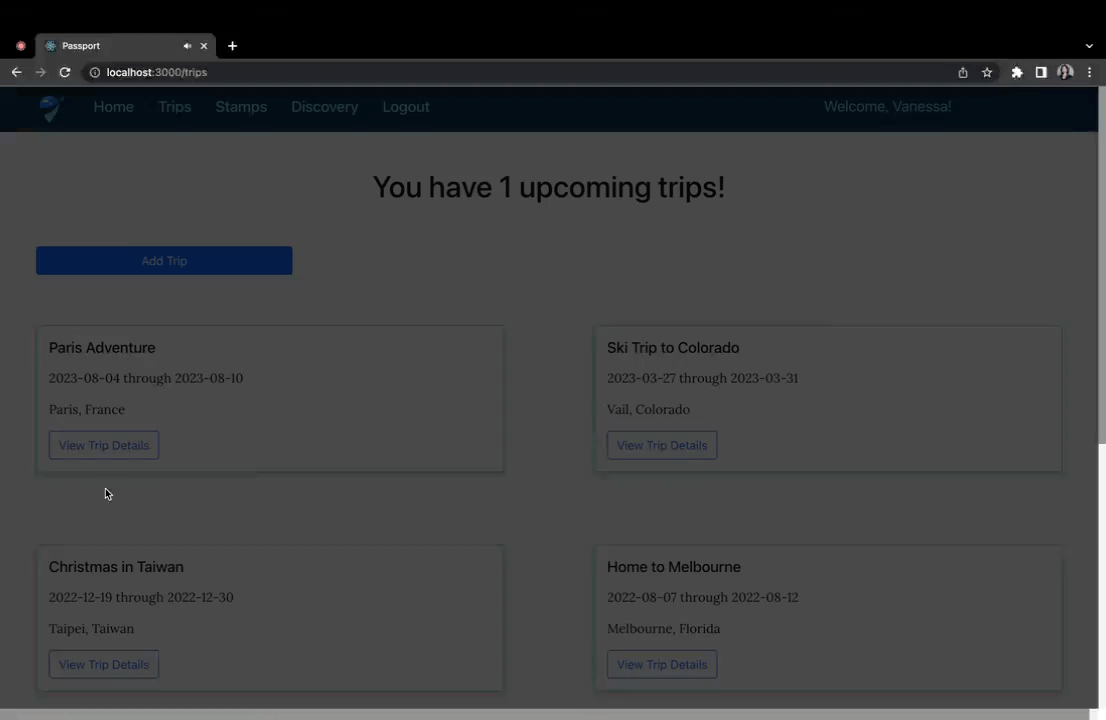 Passport
localhost:3000/trips
Home Trips Stamps Discovery Logout Welcome, Vanessa!
You have 1 upcoming trips!
Add Trip
Paris Adventure
2023-08-04 through 2023-08-10
Paris, France
View Trip Details
Ski Trip to Colorado
2023-03-27 through 2023-03-31
Vail, Colorado
View Trip Details
Christmas in Taiwan
2022-12-19 through 2022-12-30
Taipei, Taiwan
View Trip Details
Home to Melbourne
2022-08-07 through 2022-08-12
Melbourne, Florida
View Trip Details